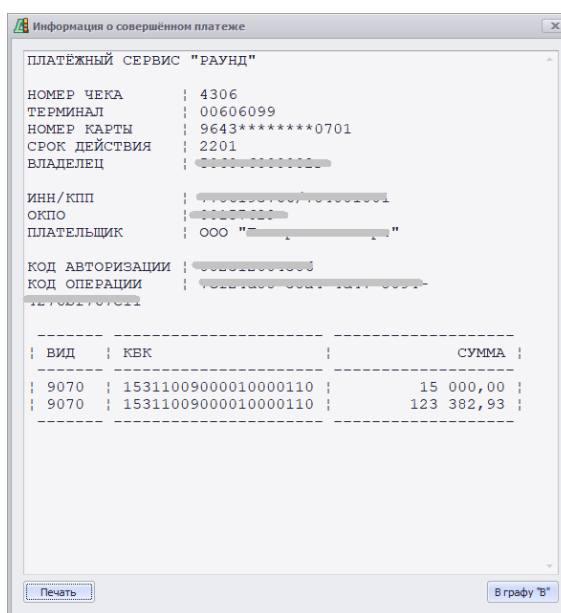 Информация о совершённом платеже
ПЛАТЁЖНЫЙ СЕРВИС "РАУНД"
НОМЕР ЧЕКА ¦ 4306
ТЕРМИНАЛ ¦ 00606099
НОМЕР КАРТЫ ¦ 9643********0701
СРОК ДЕЙСТВИЯ ¦ 2201
ВЛАДЕЛЕЦ ¦
ИНН/КПП ¦
ОКПО ¦
ПЛАТЕЛЬЩИК ¦ ООО " "
КОД АВТОРИЗАЦИИ ¦
КОД ОПЕРАЦИИ ¦
------- ---------------------- -------------------
¦ ВИД ¦ КВК ¦ СУММА ¦
------- ---------------------- -------------------
¦ 9070 ¦ 15311009000010000110 ¦ 15 000,00 ¦
¦ 9070 ¦ 15311009000010000110 ¦ 123 382,93 ¦
------- ---------------------- -------------------
Печать
В графу "В"